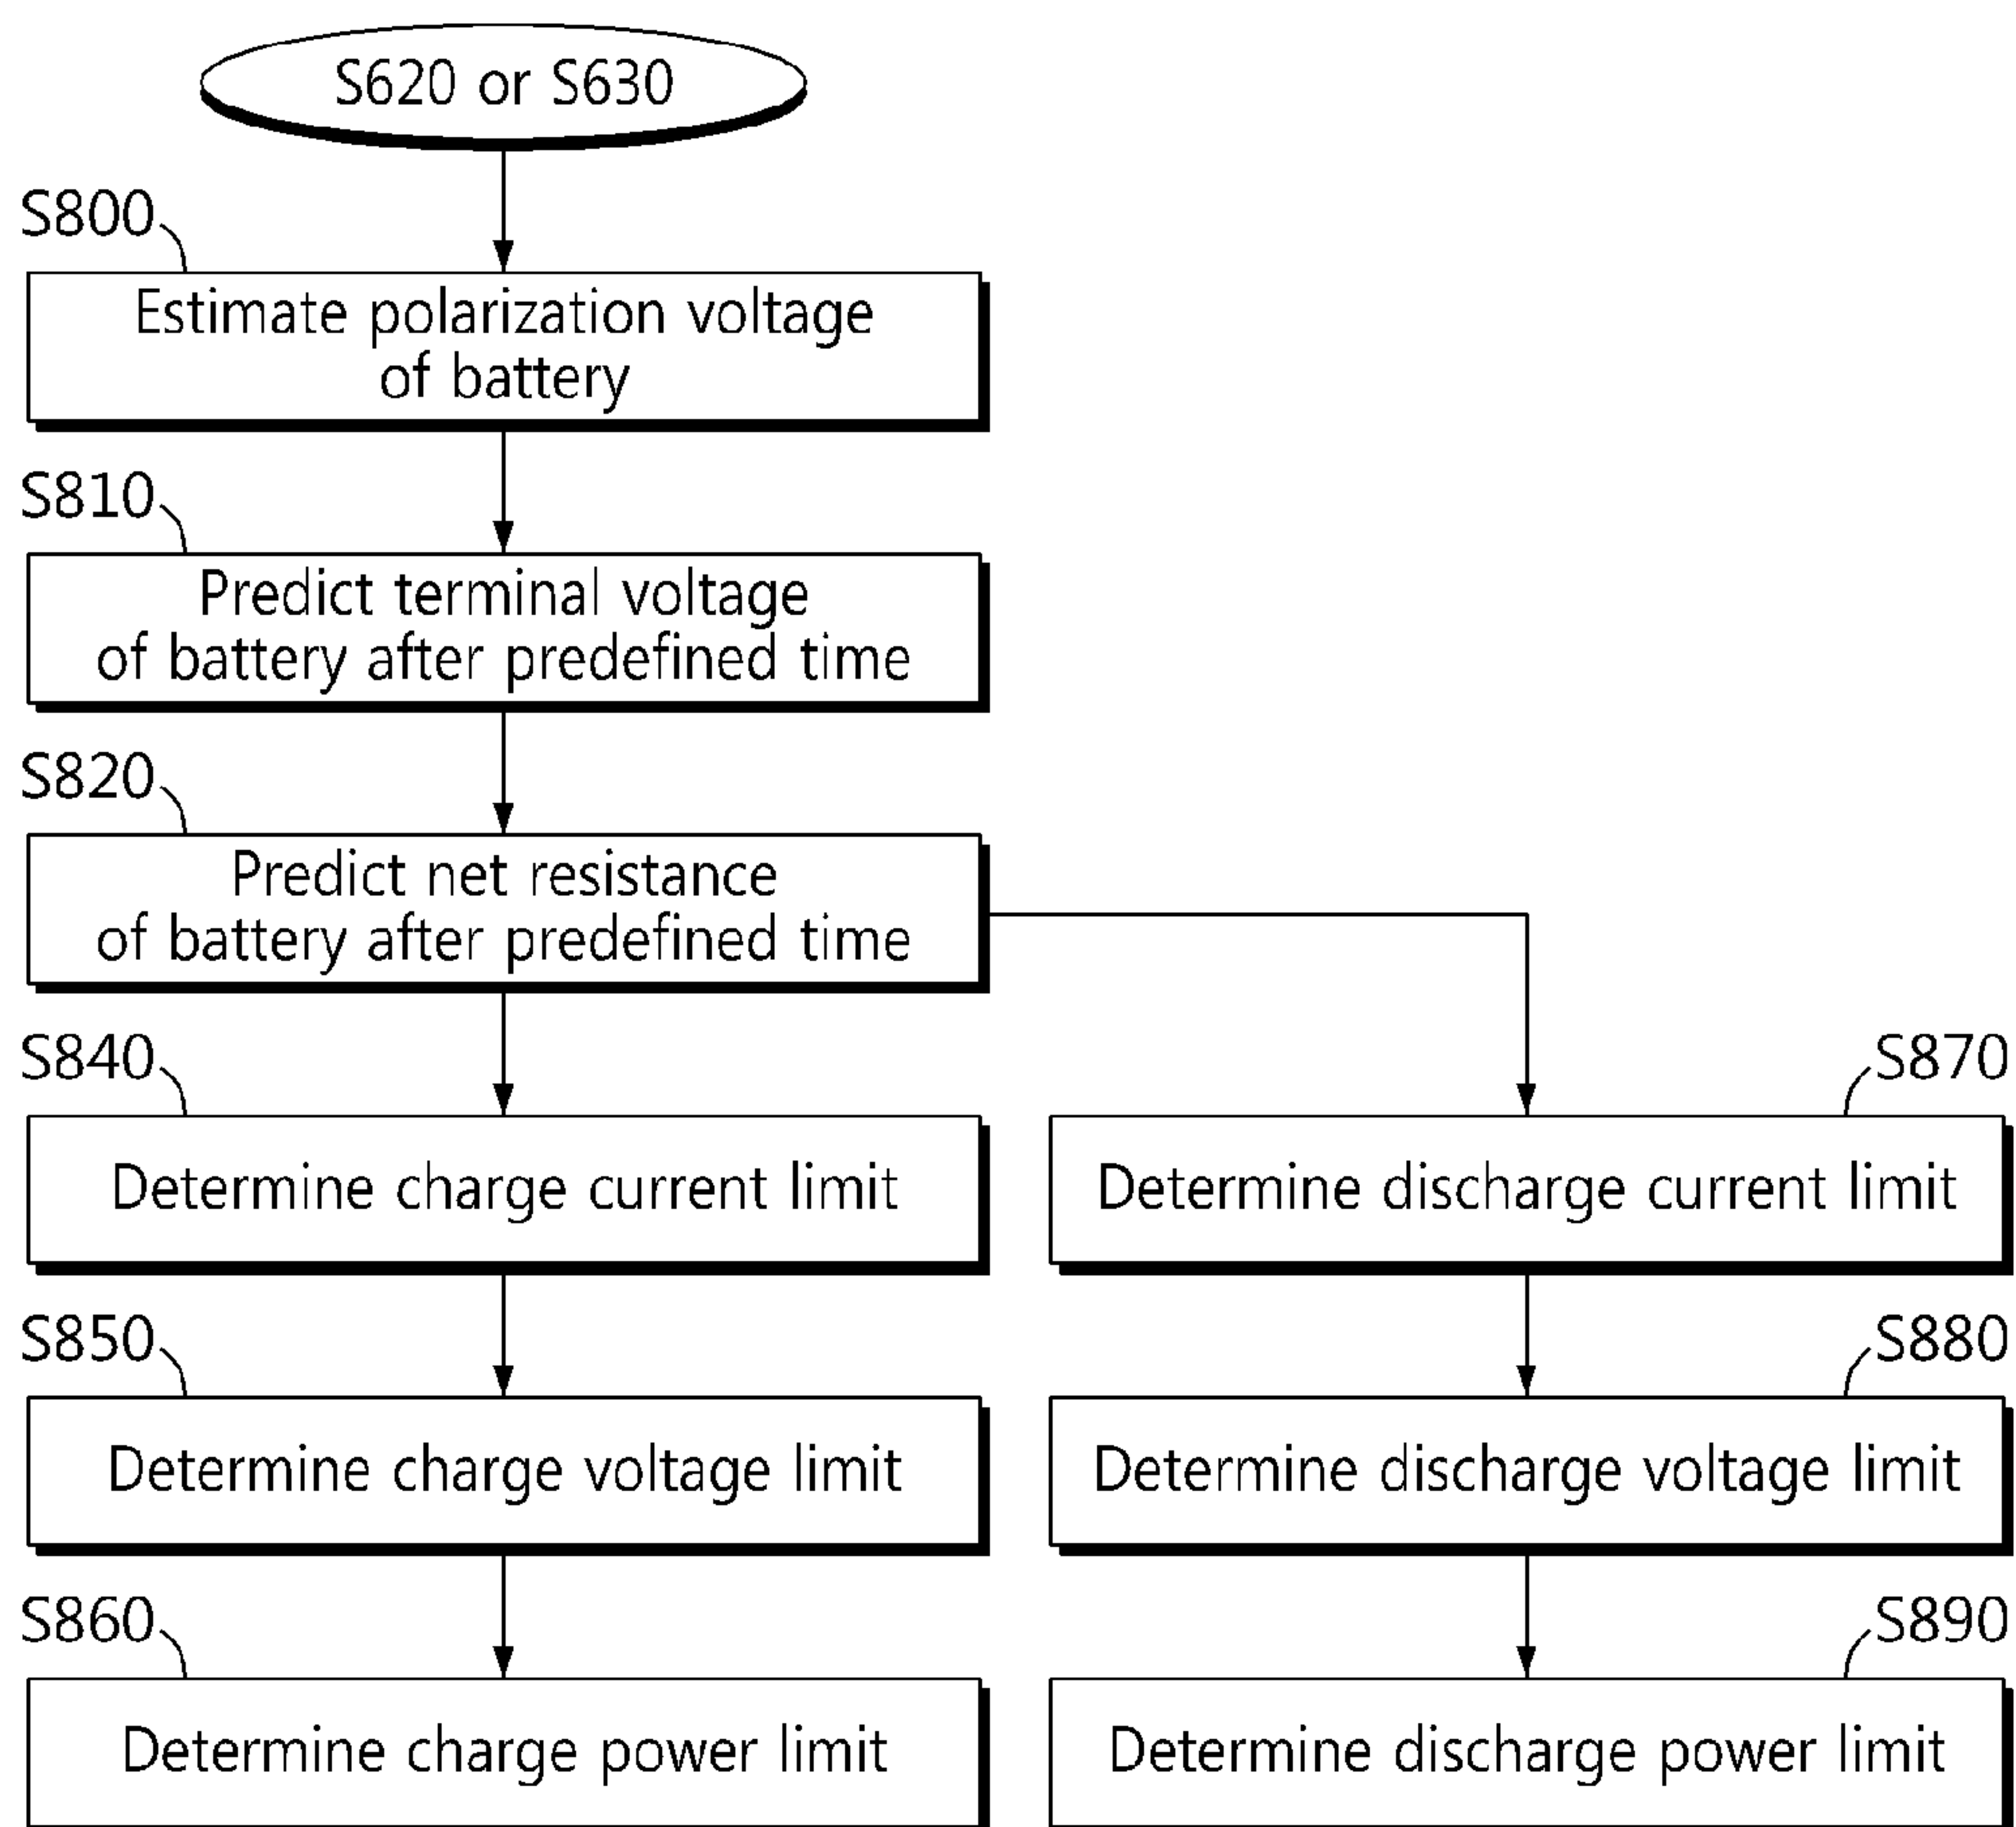 S620 or S630
S800
Estimate polarization voltage
of battery
S810
Predict terminal voltage
of battery after predefined time
S820
Predict net resistance
of battery after predefined time
S840
Determine charge current limit
S850
Determine charge voltage limit
S860
Determine charge power limit
S870
Determine discharge current limit
S880
Determine discharge voltage limit
S890
Determine discharge power limit